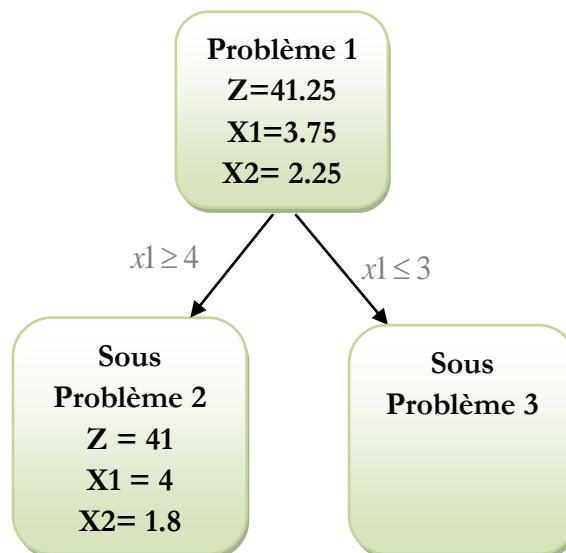 Problème 1
Z=41.25
X1=3.75
X2= 2.25
x1 ≥ 4
x1 ≤ 3
Sous
Problème 2
Z = 41
X1 = 4
X2= 1.8
Sous
Problème 3